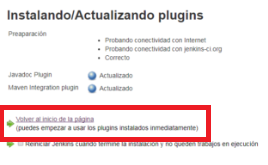 Instalando/Actualizando plugins
Preaparación
Probando conectividad con Internet
Probando conectividad con jenkins-ci.org
Correcto
Javadoc Plugin Actualizado
Maven Integration plugin Actualizado
Volver al inicio de la página
(puedes empezar a usar los plugins instalados inmediatamente)
Reiniciar Jenkins cuando termine la instalación y no queden trabajos en ejecución